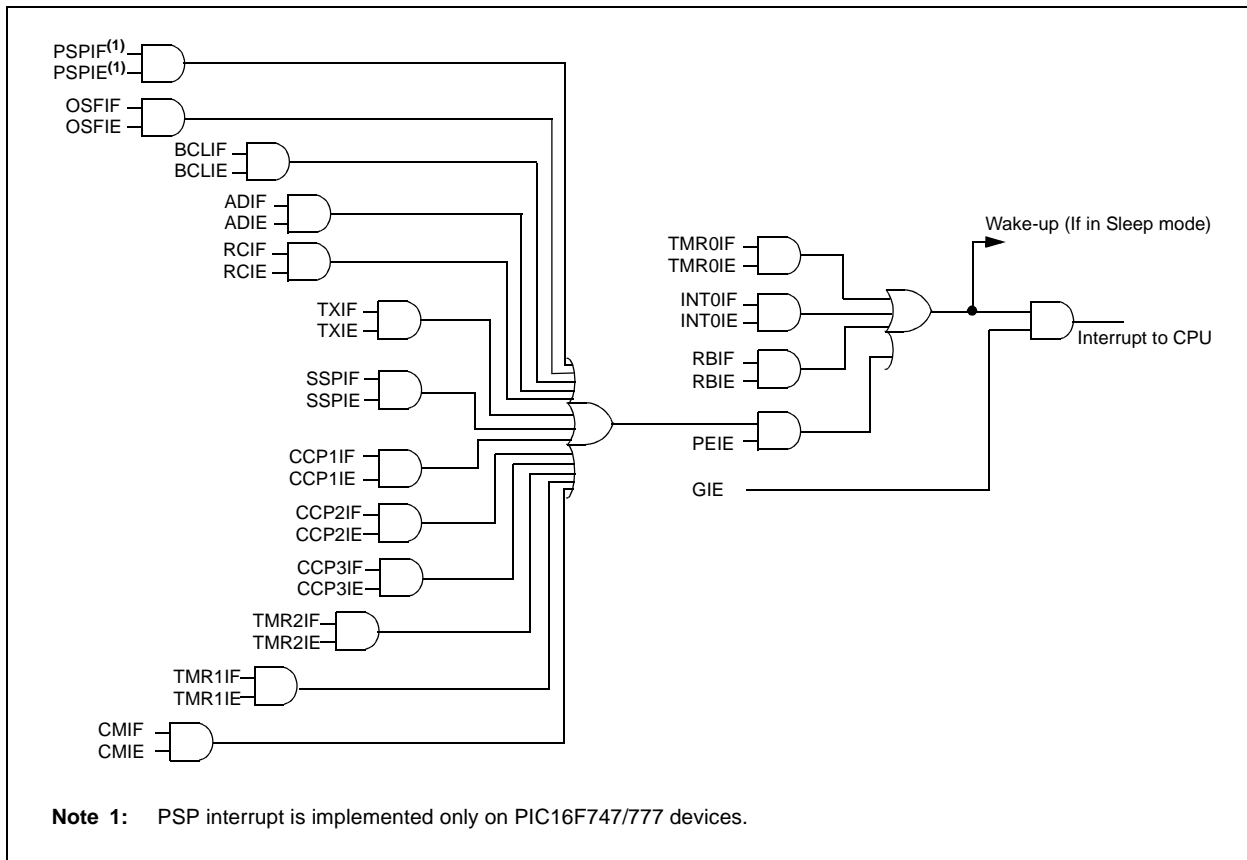 PSPIF(1)
PSPIE(1)
OSFIF
OSFIE
BCLIF
BCLIE
ADIF
ADIE
RCIF
RCIE
TXIF
TXIE
SSPIF
SSPIE
CCP1IF
CCP1IE
CCP2IF
CCP2IE
CCP3IF
CCP3IE
TMR2IF
TMR2IE
TMR1IF
TMR1IE
CMIF
CMIE
TMR0IF
TMR0IE
INT0IF
INT0IE
RBIF
RBIE
PEIE
GIE
Wake-up (If in Sleep mode)
Interrupt to CPU
Note 1: PSP interrupt is implemented only on PIC16F747/777 devices.